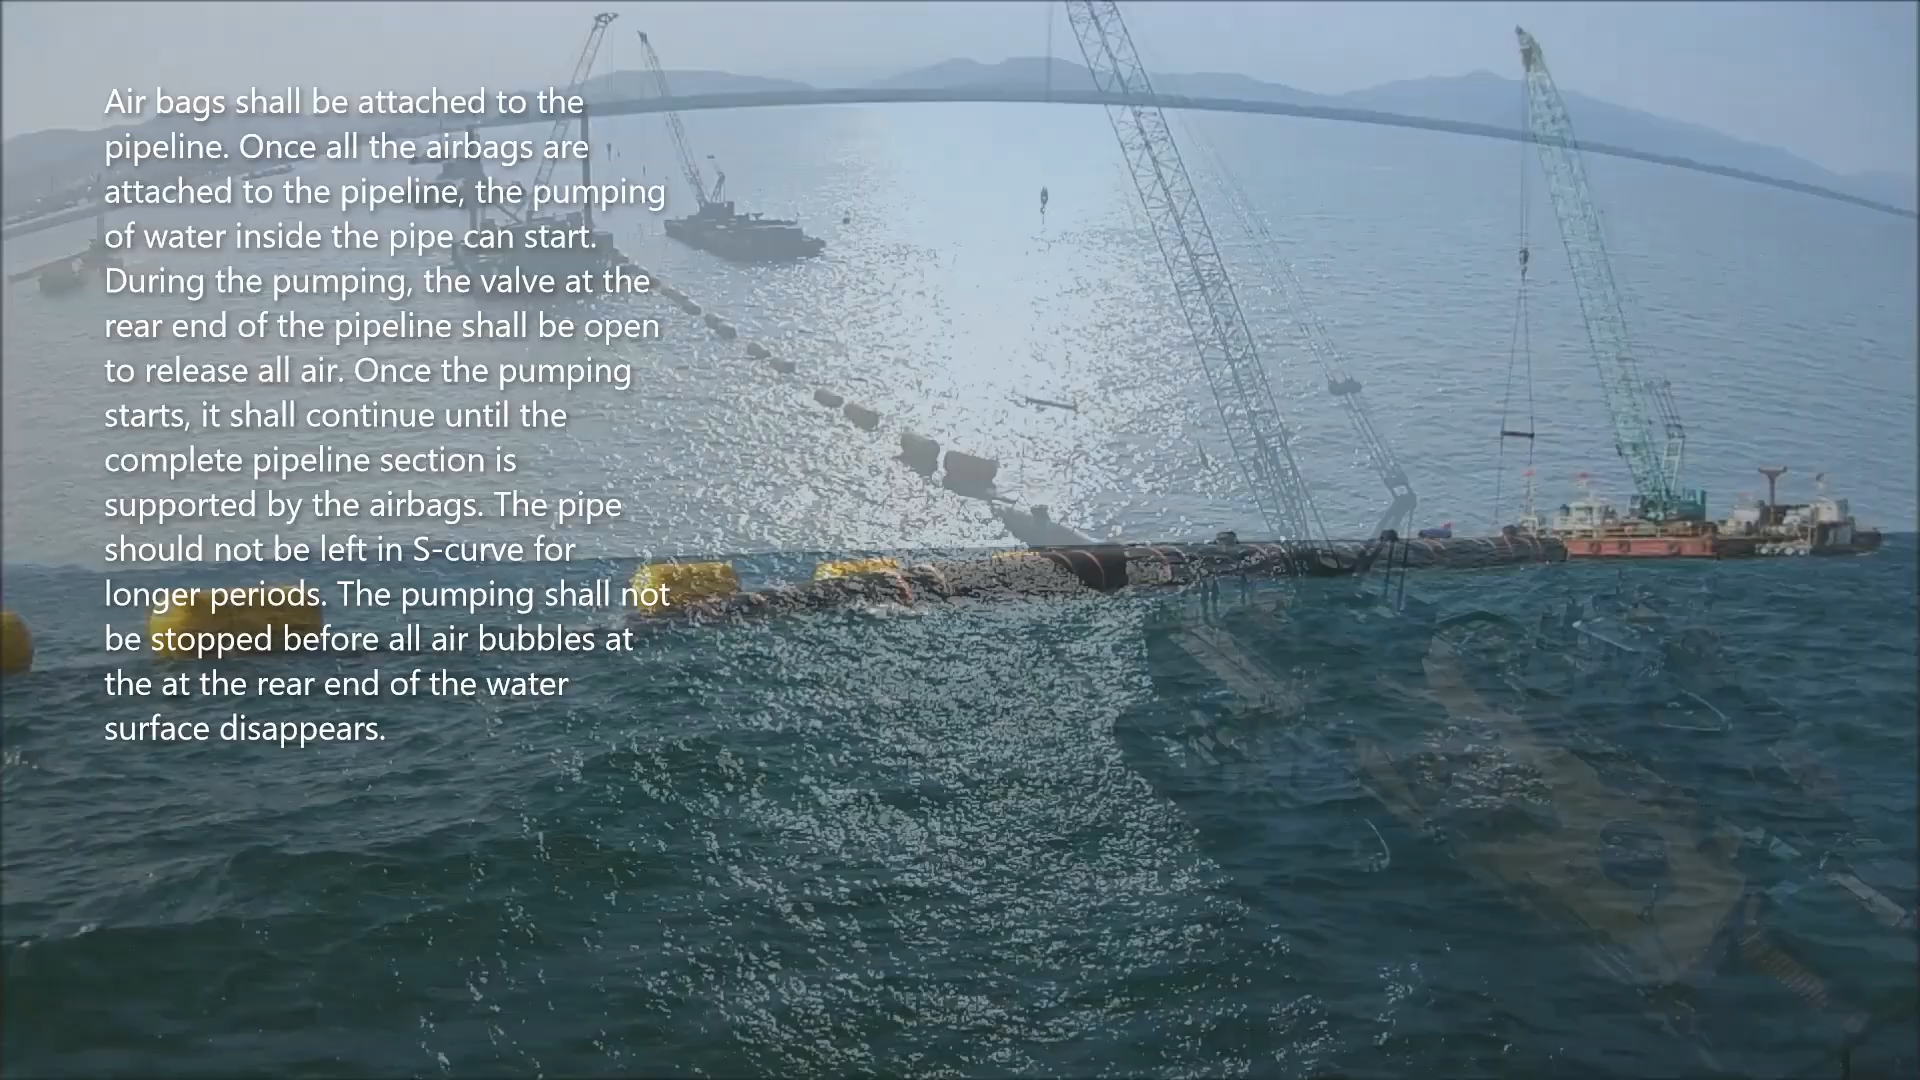 Air bags shall be attached to the
pipeline. Once all the airbags are
attached to the pipeline, the pumping
of water inside the pipe can start.
During the pumping, the valve at the
rear end of the pipeline shall be open
to release all air. Once the pumping
starts, it shall continue until the
complete pipeline section is
supported by the airbags. The pipe
should not be left in S-curve for
longer periods. The pumping shall not
be stopped before all air bubbles at
the at the rear end of the water
surface disappears.